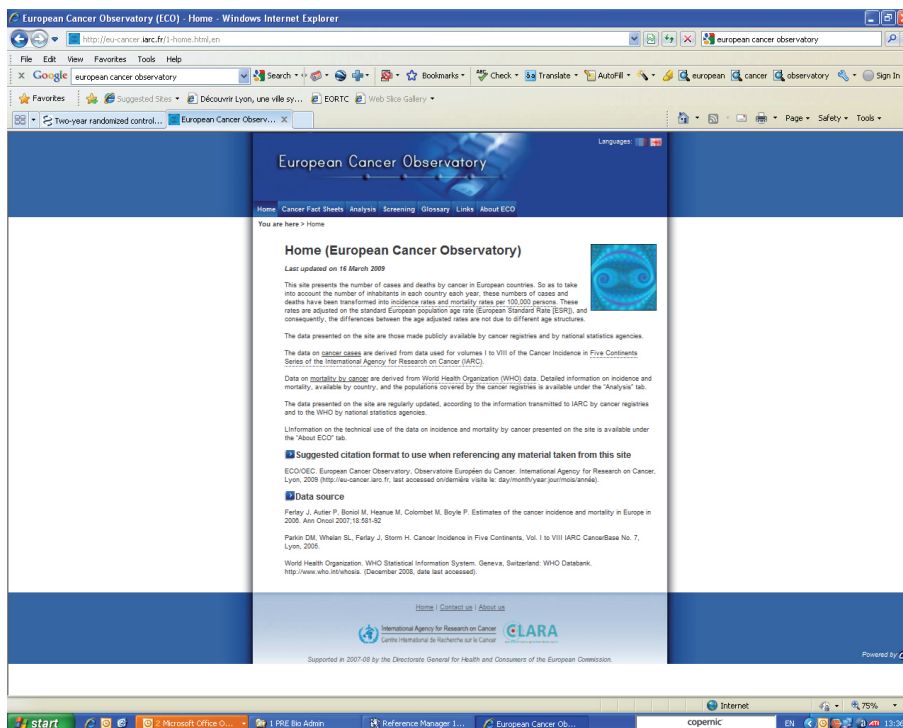 European Cancer Observatory (ECO) - Home - Windows Internet Explorer
http://eu-cancer.iarc.fr/1-home.html,en
european cancer observatory
File Edit View Favorites Tools Help
x Google european cancer observatory Search Bookmarks Check Translate AutoFill european cancer observatory Sign In
Favorites Suggested Sites Découvrir Lyon, une ville sy... EORTC Web Slice Gallery
Two-year randomized control... European Cancer Observ... X Page Safety Tools
Languages:
European Cancer Observatory
Home Cancer Fact Sheets Analysis Screening Glossary Links About ECO
You are here > Home
Home (European Cancer Observatory)
Last updated on 16 March 2009
This site presents the number of cases and deaths by cancer in European countries. So as to take
into account the number of inhabitants in each country each year, these numbers of cases and
deaths have been transformed into incidence rates and mortality rates per 100,000 persons. These
rates are adjusted on the standard European population age rate (European Standard Rate [ESR]), and
consequently, the differences between the age adjusted rates are not due to different age structures.
The data presented on the site are those made publicly available by cancer registries and by national statistics agencies.
The data on cancer cases are derived from data used for volumes I to VIII of the Cancer Incidence in Five Continents
Series of the International Agency for Research on Cancer (IARC).
Data on mortality by cancer are derived from World Health Organization (WHO) data. Detailed information on incidence and
mortality, available by country, and the populations covered by the cancer registries is available under the "Analysis" tab.
The data presented on the site are regularly updated, according to the information transmitted to IARC by cancer registries
and to the WHO by national statistics agencies.
LInformation on the technical use of the data on incidence and mortality by cancer presented on the site is available under
the "About ECO" tab.
Suggested citation format to use when referencing any material taken from this site
ECO/OEC. European Cancer Observatory, Observatoire Européen du Cancer. International Agency for Research on Cancer,
Lyon, 2009 (http://eu-cancer.iarc.fr, last accessed on/dernière visite le: day/month/year:jour/mois/année).
Data source
Ferlay J, Autier P, Boniol M, Heanue M, Colombet M, Boyle P. Estimates of the cancer incidence and mortality in Europe in
2006. Ann Oncol 2007;18:581-92
Parkin DM, Whelan SL, Ferlay J, Storm H. Cancer Incidence in Five Continents, Vol. I to VIII IARC CancerBase No. 7,
Lyon, 2005.
World Health Organization. WHO Statistical Information System. Geneva, Switzerland: WHO Databank.
http://www.who.int/whosis. (December 2008, date last accessed).
Home | Contact us | About us
International Agency for Research on Cancer
Centre International de Recherche sur le Cancer
CLARA
Supported in 2007-08 by the Directorate General for Health and Consumers of the European Commission.
Powered by
Internet 75%
start 2 Microsoft Office O... 1 PRE Bio Admin Reference Manager 1... European Cancer Ob... copernic EN 13:36